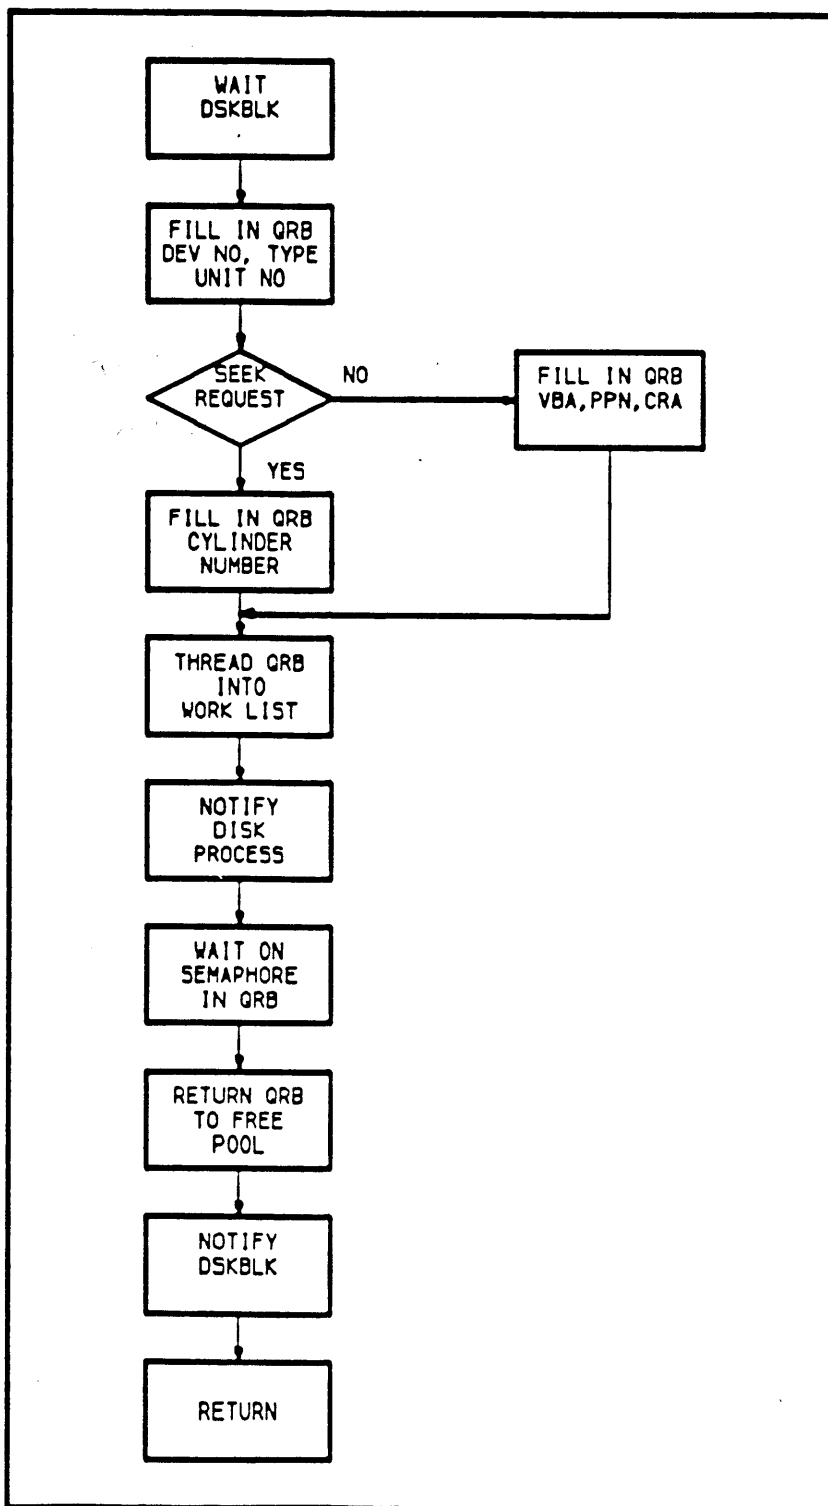 WAIT
DSKBLK
FILL IN QRB
DEV NO, TYPE
UNIT NO
SEEK
REQUEST
NO
FILL IN QRB
VBA,PPN,CRA
YES
FILL IN QRB
CYLINDER
NUMBER
THREAD QRB
INTO
WORK LIST
NOTIFY
DISK
PROCESS
WAIT ON
SEMAPHORE
IN QRB
RETURN QRB
TO FREE
POOL
NOTIFY
DSKBLK
RETURN